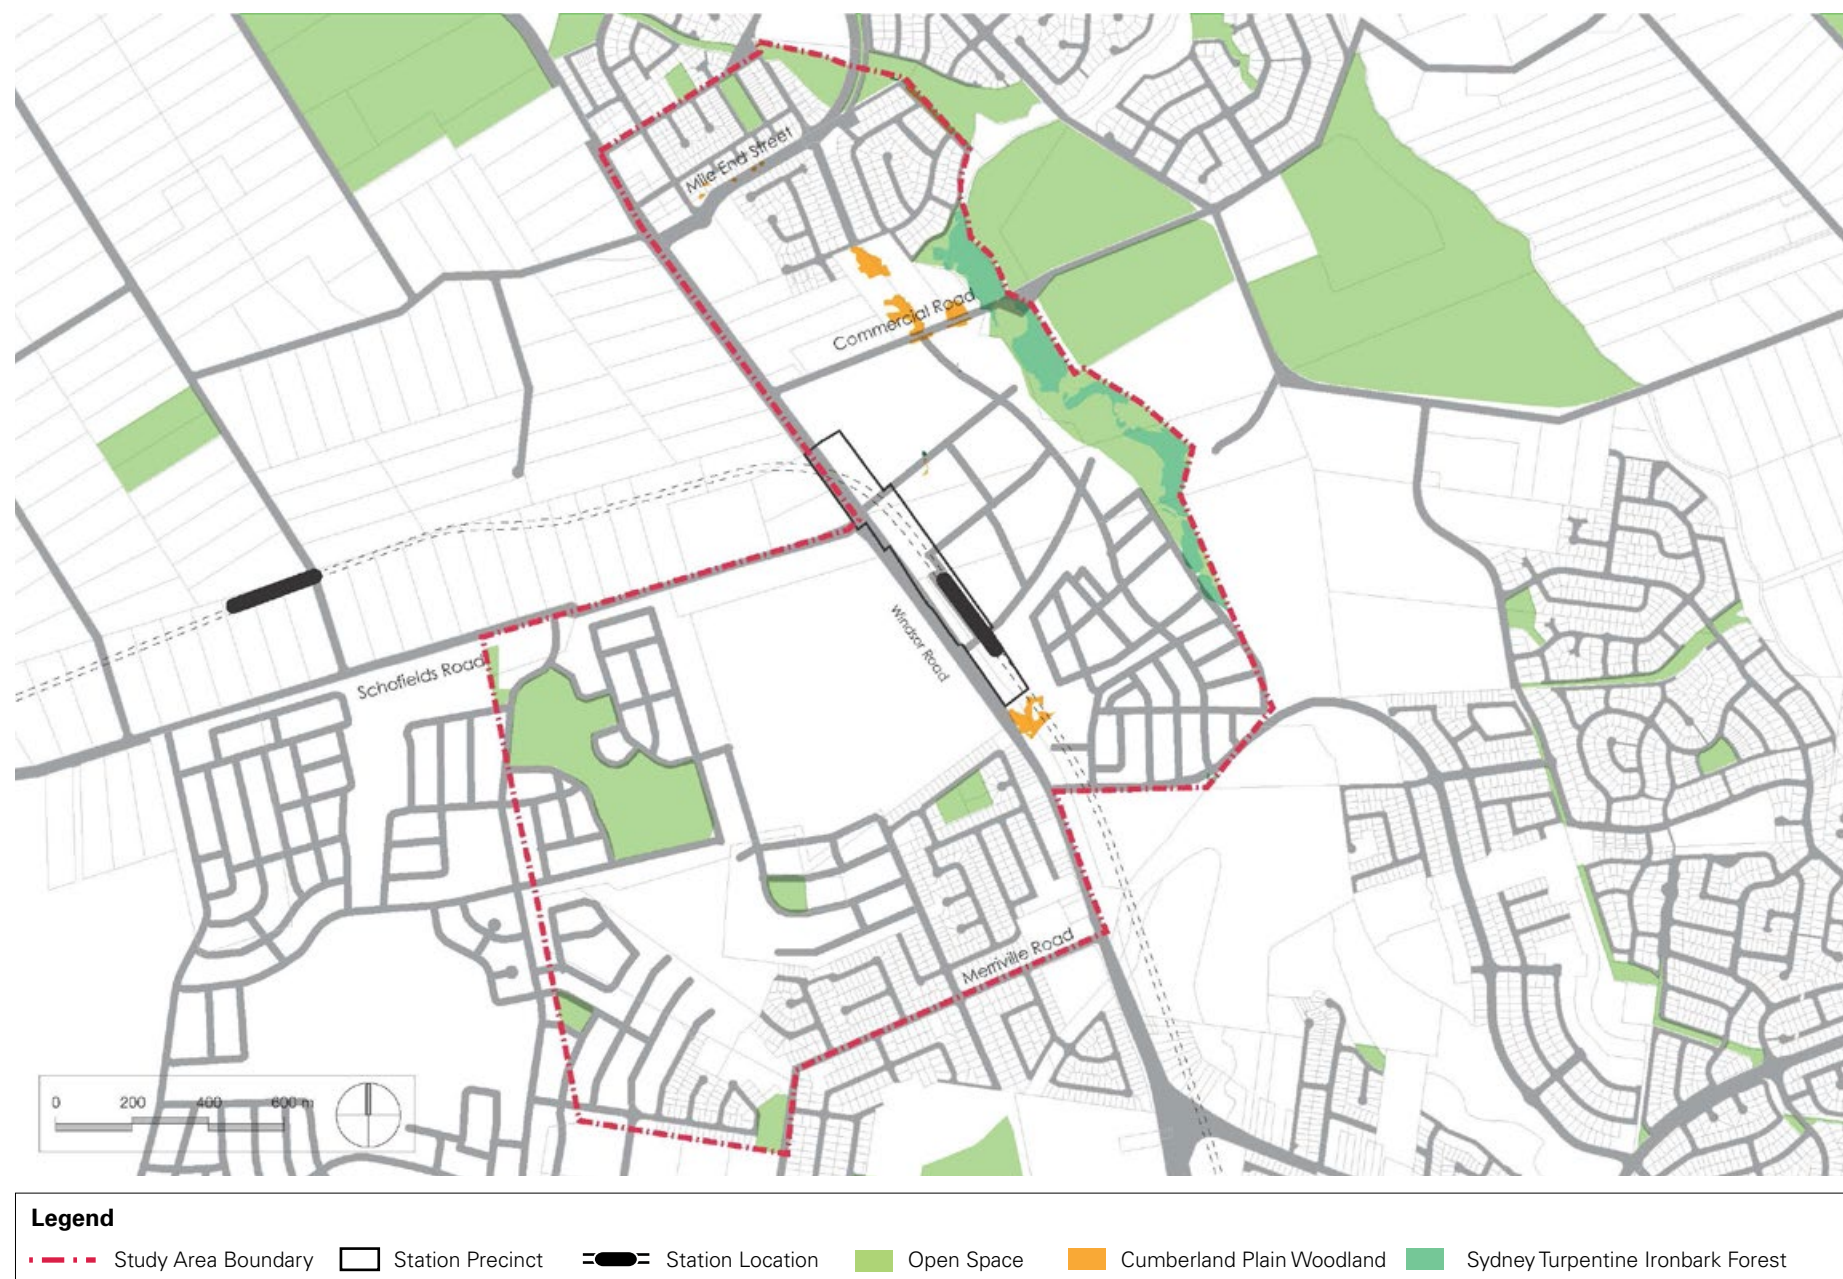 Mile End Street
Commercial Road
Windsor Road
Schofields Road
Merriville Road
0 200 400 600 m
Legend
Study Area Boundary
Station Precinct
Station Location
Open Space
Cumberland Plain Woodland
Sydney Turpentine Ironbark Forest